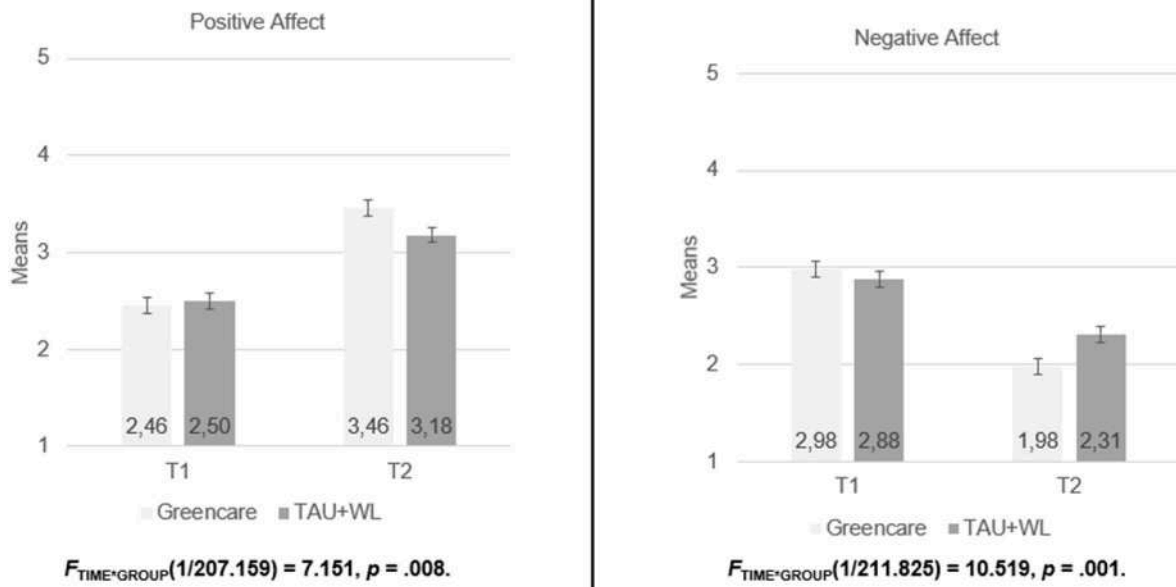 Positive Affect
5
4
3
2
1
Means
2,46
2,50
3,46
3,18
T1
T2
Greencare
TAU+WL
F TIME*GROUP(1/207.159) = 7.151, p = .008.
Negative Affect
5
4
3
2
1
Means
2,98
2,88
1,98
2,31
T1
T2
Greencare
TAU+WL
F TIME*GROUP(1/211.825) = 10.519, p = .001.